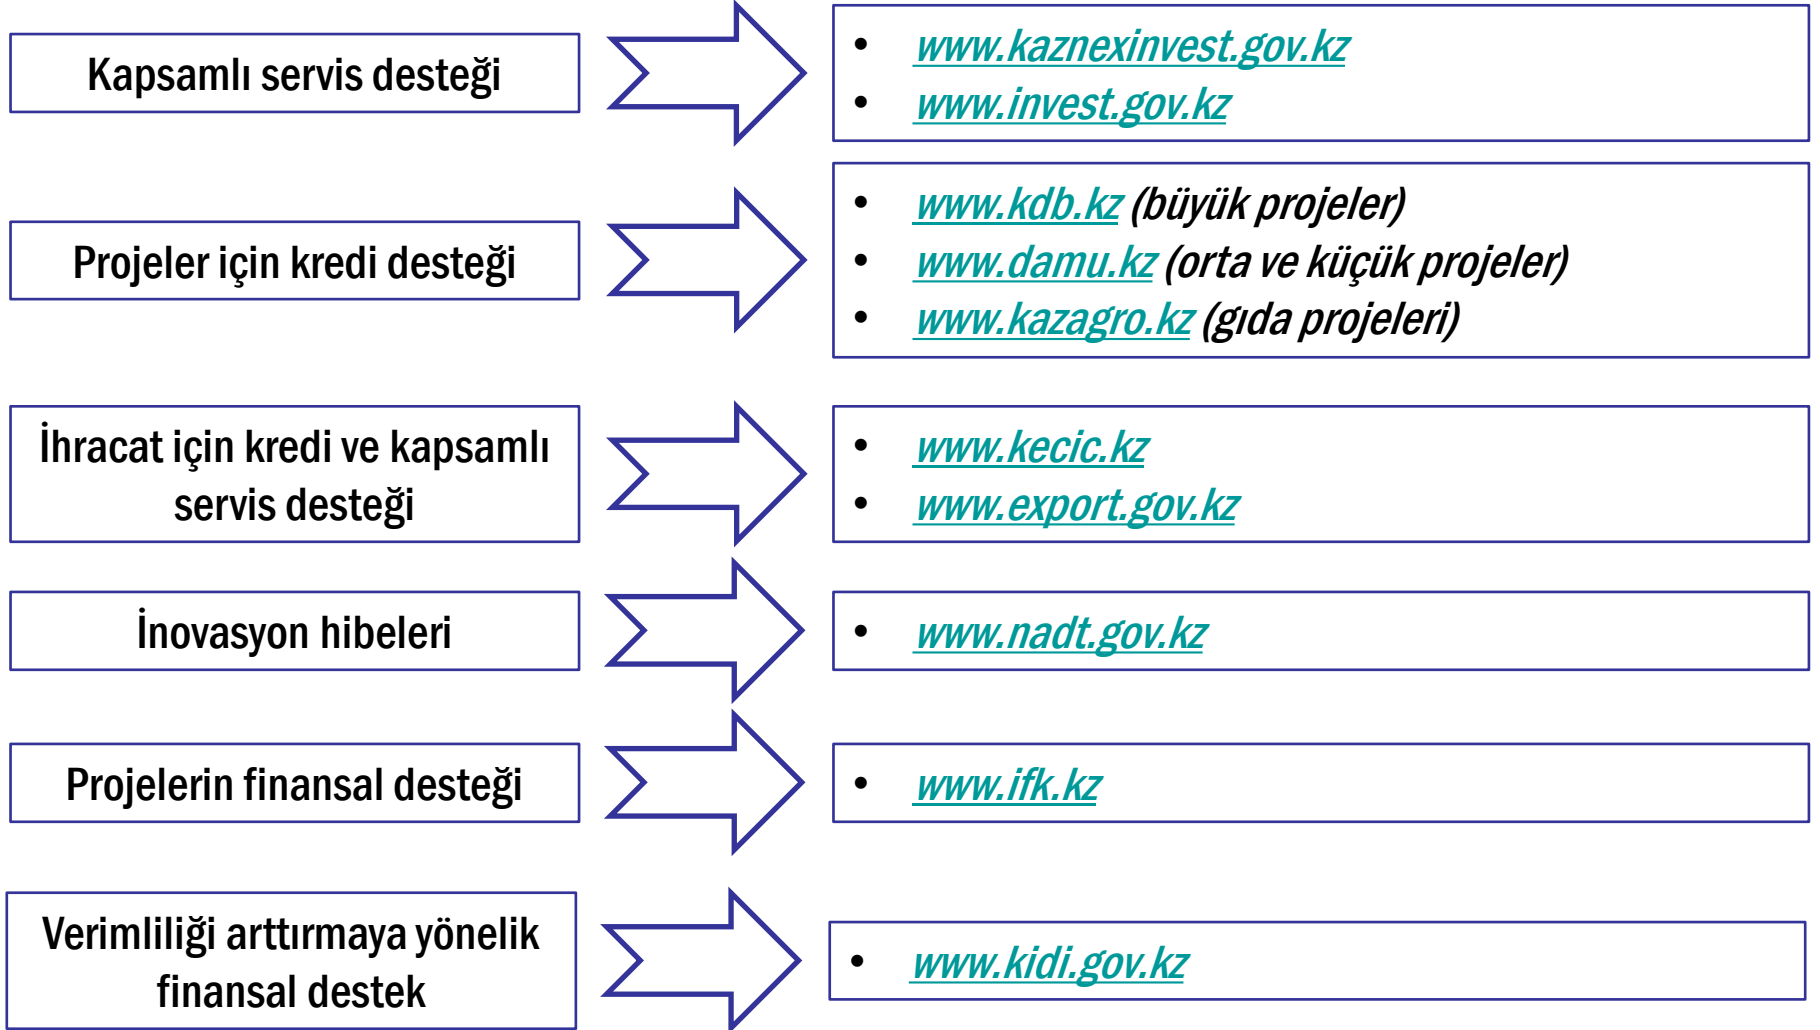 Kapsamlı servis desteği
• www.kaznexinvest.gov.kz
• www.invest.gov.kz
Projeler için kredi desteği
• www.kdb.kz (büyük projeler)
• www.damu.kz (orta ve küçük projeler)
• www.kazagro.kz (gıda projeleri)
İhracat için kredi ve kapsamlı
servis desteği
• www.kecic.kz
• www.export.gov.kz
İnovasyon hibeleri
• www.nadt.gov.kz
Projelerin finansal desteği
• www.ifk.kz
Verimliliği arttırmaya yönelik
finansal destek
• www.kidi.gov.kz